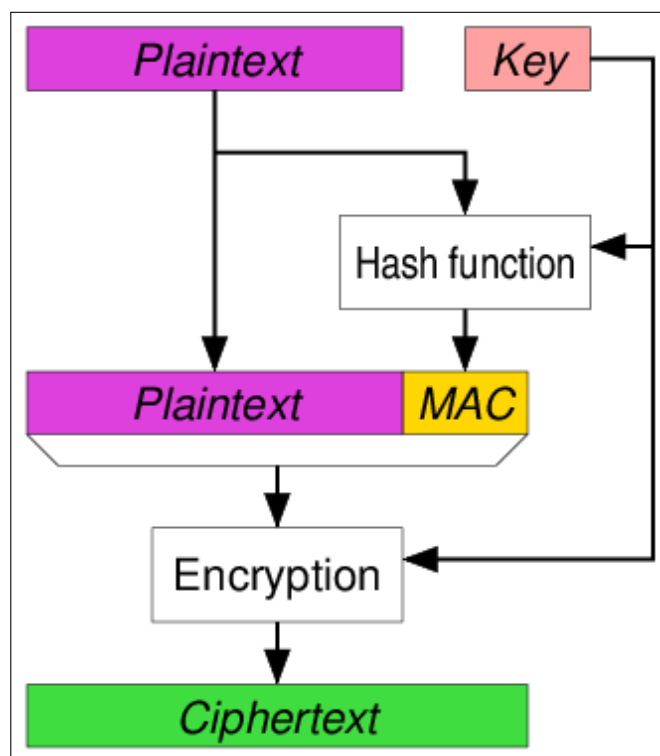 Plaintext
Key
Hash function
Plaintext
MAC
Encryption
Ciphertext